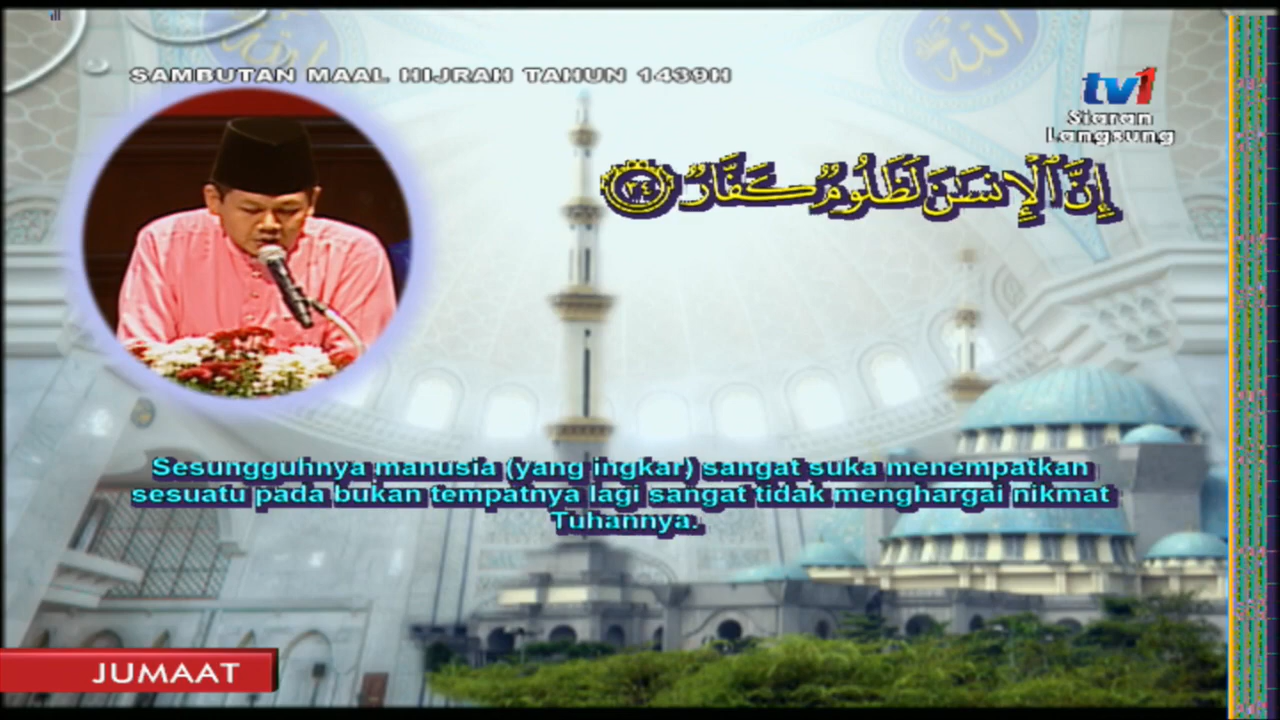 SAMBUTAN MAAL HIJRAH TAHUN 1439H
tv1
Siaran
Langsung
إِنَّ ٱلْإِنسَـٰنَ لَظَلُومٌ كَفَّارٌ ٣٤
Sesungguhnya manusia (yang ingkar) sangat suka menempatkan
sesuatu pada bukan tempatnya lagi sangat tidak menghargai nikmat
Tuhannya.
JUMAAT